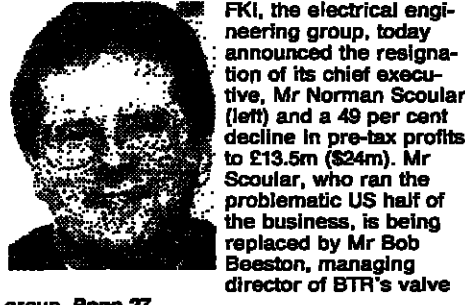 FKI, the electrical engi-
neering group, today
announced the resigna-
tion of its chief execu-
tive, Mr Norman Scoular
(left) and a 49 per cent
decline in pre-tax profits
to £13.5m ($24m). Mr
Scoular, who ran the
problematic US half of
the business, is being
replaced by Mr Bob
Beeston, managing
director of BTR's valve
group. Page 27